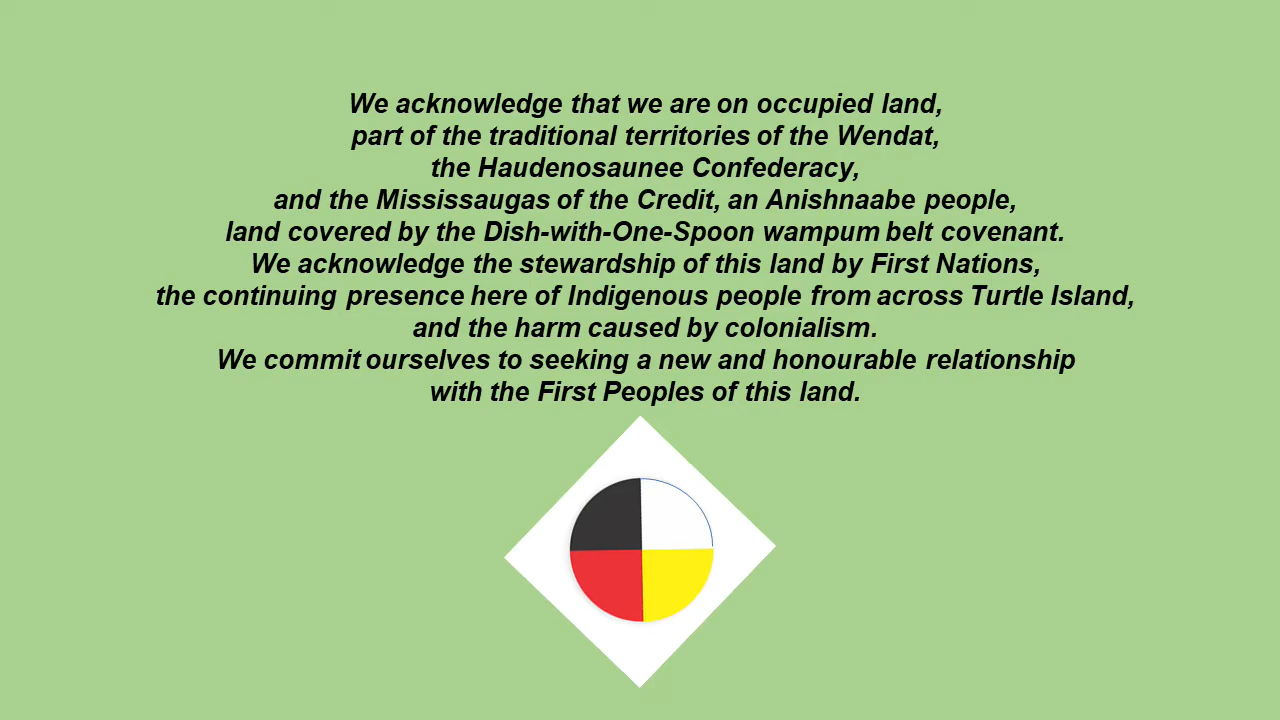 We acknowledge that we are on occupied land,
part of the traditional territories of the Wendat,
the Haudenosaunee Confederacy,
and the Mississaugas of the Credit, an Anishnaabe people,
land covered by the Dish-with-One-Spoon wampum belt covenant.
We acknowledge the stewardship of this land by First Nations,
the continuing presence here of Indigenous people from across Turtle Island,
and the harm caused by colonialism.
We commit ourselves to seeking a new and honourable relationship
with the First Peoples of this land.